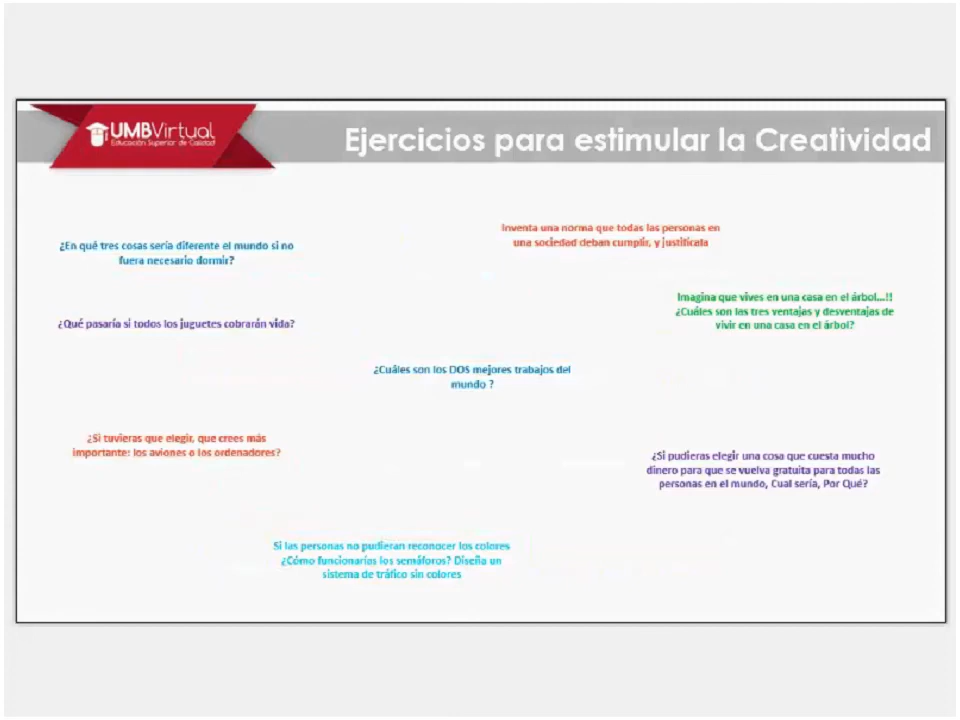 UMBVirtual
Educación Superior de Calidad
Ejercicios para estimular la Creatividad
Inventa una norma que todas las personas en
una sociedad deban cumplir, y justifícala
¿En qué tres cosas sería diferente el mundo si no
fuera necesario dormir?
Imagina que vives en una casa en el árbol...!!
¿Cuáles son las tres ventajas y desventajas de
vivir en una casa en el árbol?
¿Qué pasaría si todos los juguetes cobrarán vida?
¿Cuáles son los DOS mejores trabajos del
mundo ?
¿Si tuvieras que elegir, que crees más
importante: los aviones o los ordenadores?
¿Si pudieras elegir una cosa que cuesta mucho
dinero para que se vuelva gratuita para todas las
personas en el mundo, Cual sería, Por Qué?
Si las personas no pudieran reconocer los colores
¿Cómo funcionarías los semáforos? Diseña un
sistema de tráfico sin colores